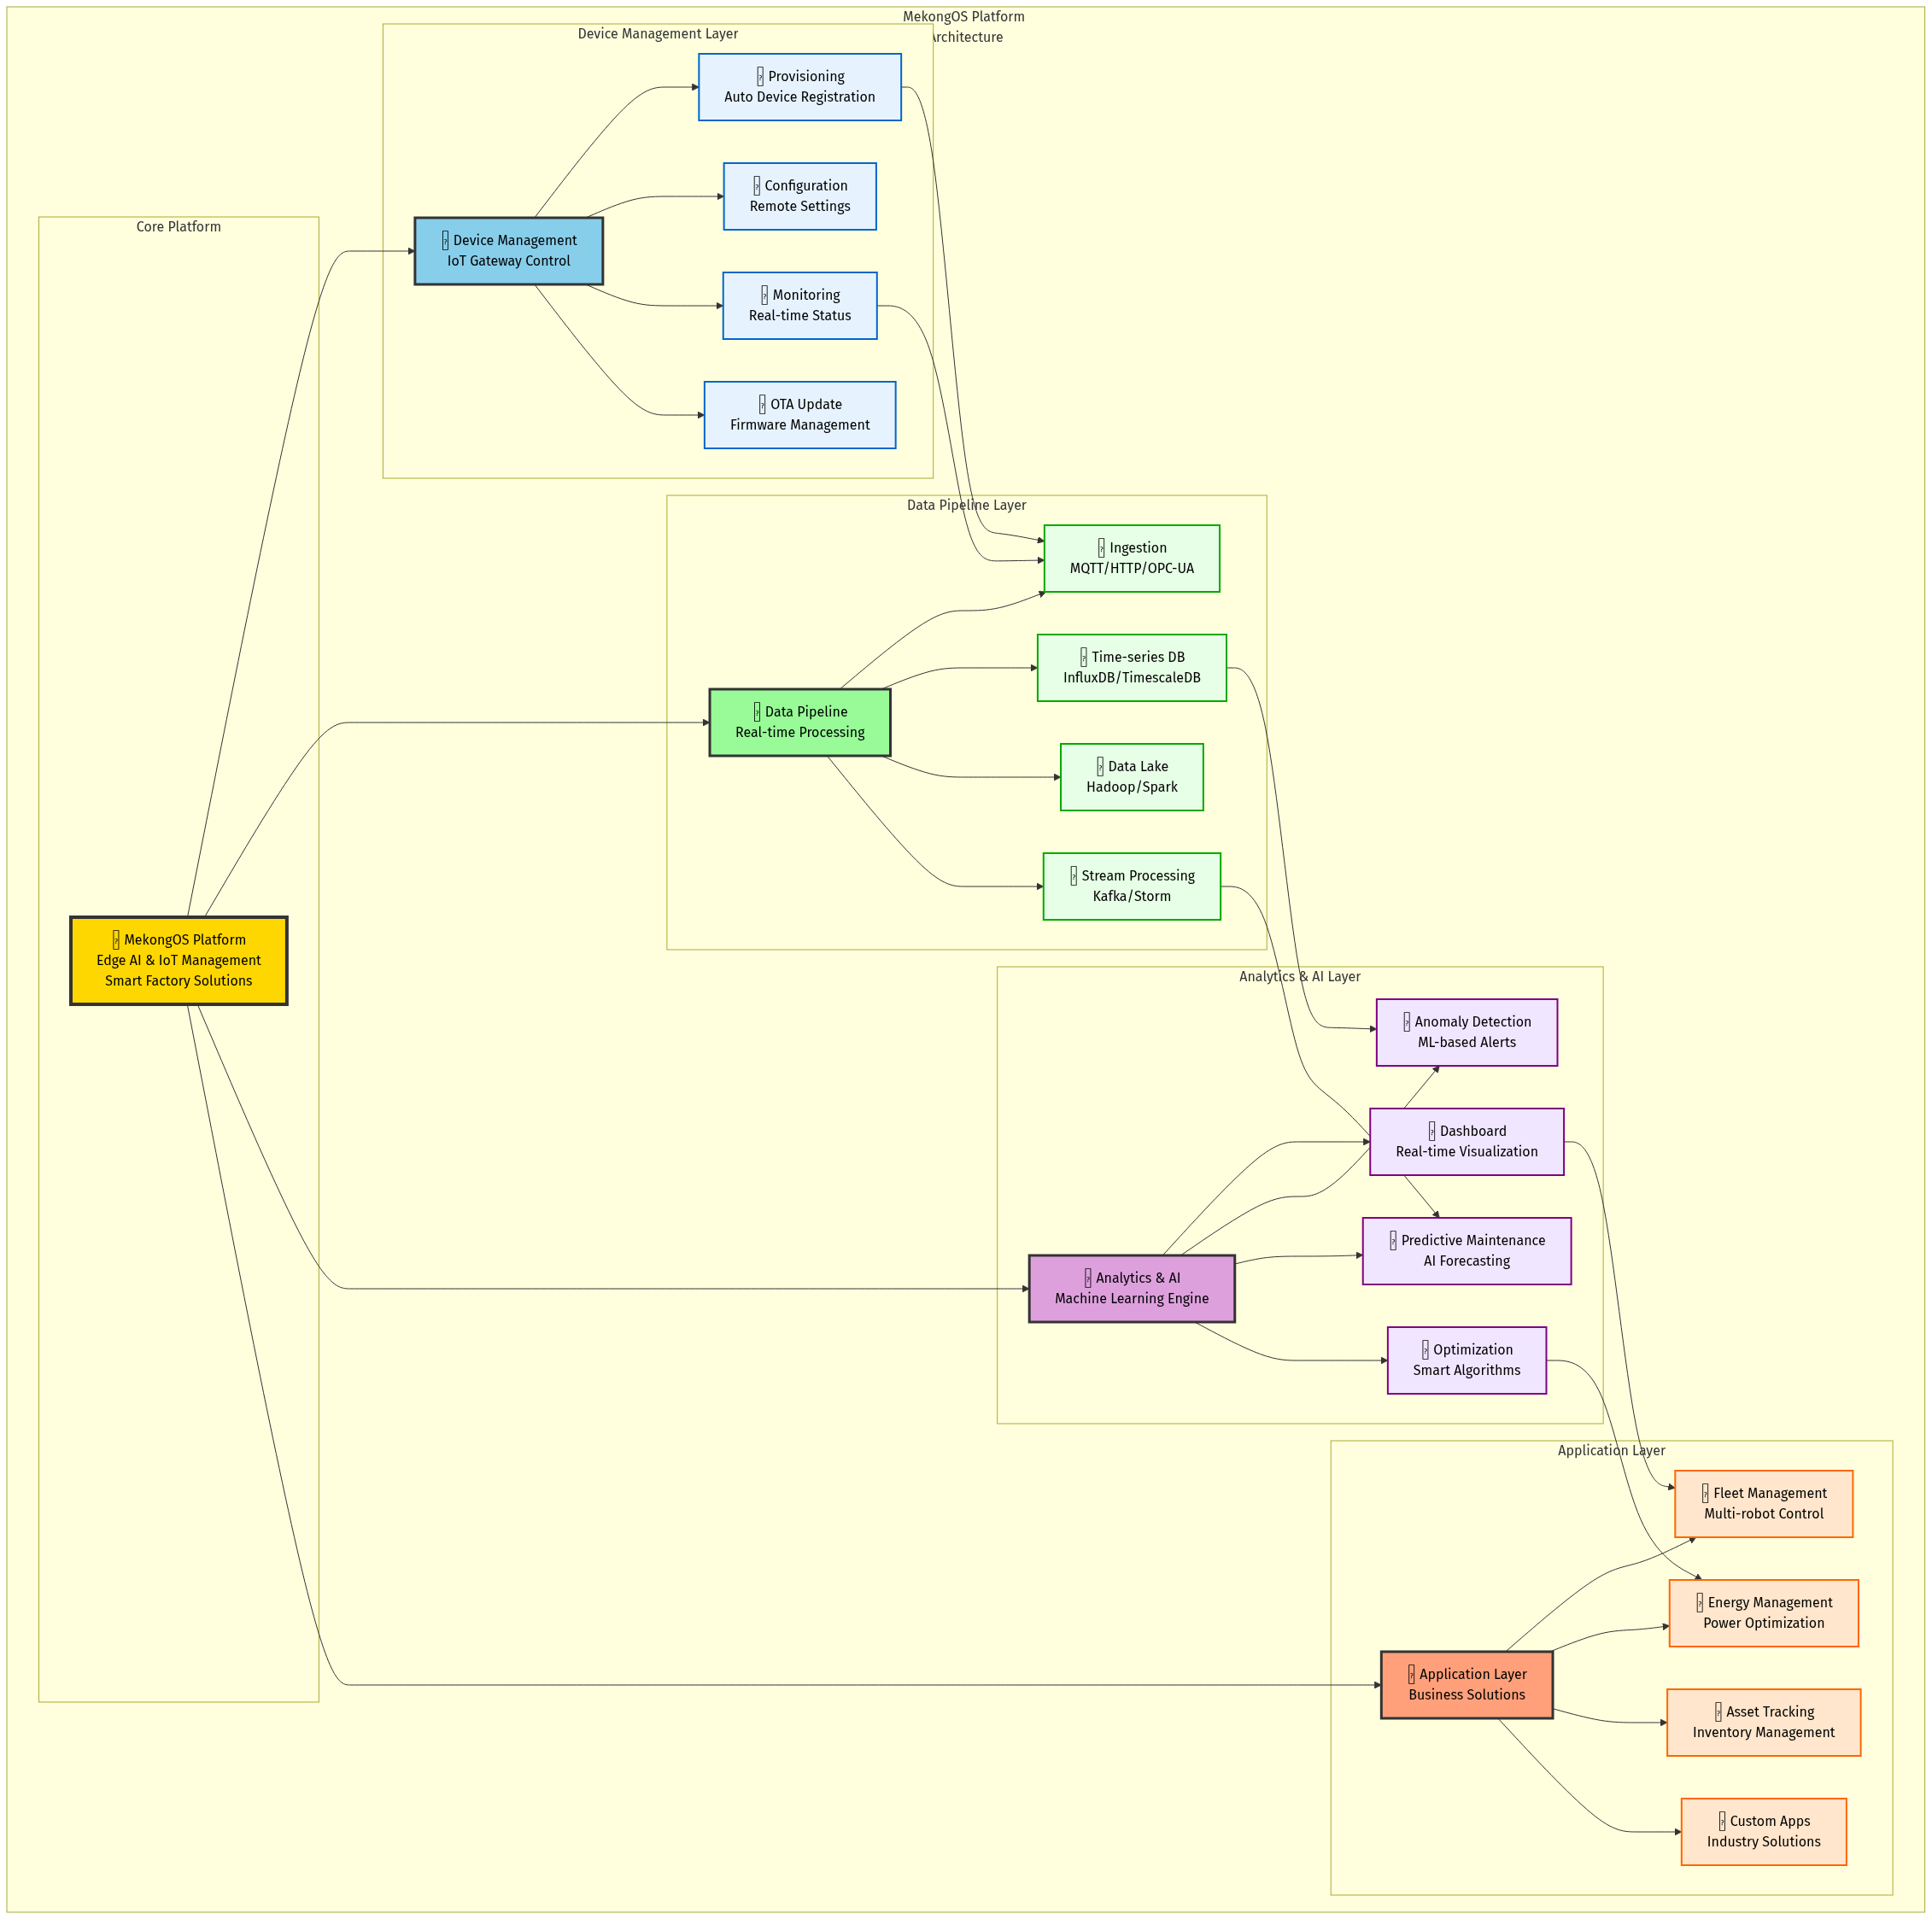 MekongOS Platform
Architecture
Device Management Layer
Provisioning
Auto Device Registration
Configuration
Remote Settings
Core Platform
Device Management
IoT Gateway Control
Monitoring
Real-time Status
OTA Update
Firmware Management
Data Pipeline Layer
Ingestion
MQTT/HTTP/OPC-UA
Time-series DB
InfluxDB/TimescaleDB
Data Pipeline
Real-time Processing
Data Lake
Hadoop/Spark
Stream Processing
Kafka/Storm
MekongOS Platform
Edge AI & IoT Management
Smart Factory Solutions
Analytics & AI Layer
Anomaly Detection
ML-based Alerts
Dashboard
Real-time Visualization
Predictive Maintenance
AI Forecasting
Analytics & AI
Machine Learning Engine
Optimization
Smart Algorithms
Application Layer
Fleet Management
Multi-robot Control
Energy Management
Power Optimization
Application Layer
Business Solutions
Asset Tracking
Inventory Management
Custom Apps
Industry Solutions